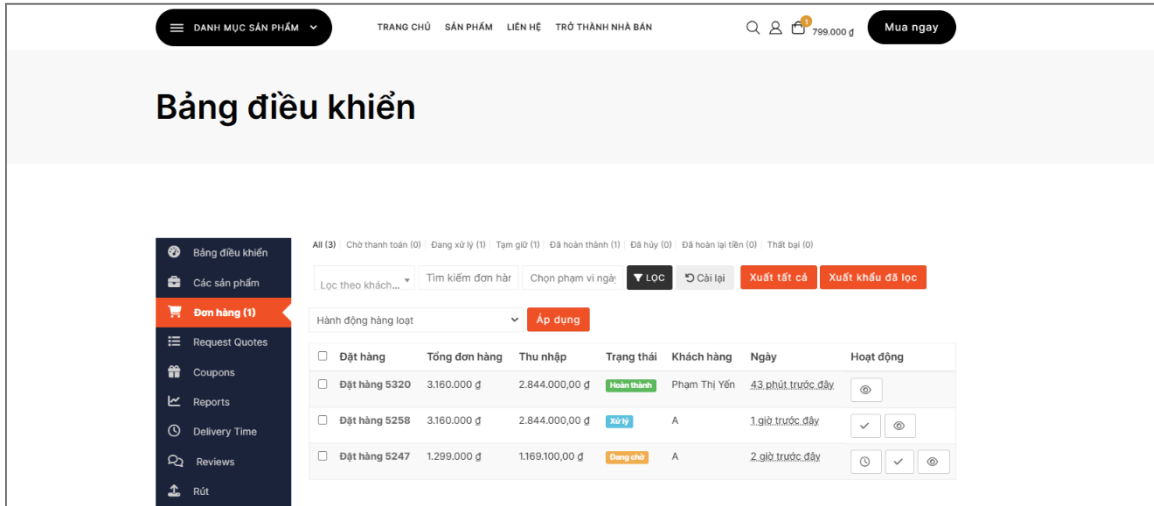 DANH MỤC SẢN PHẨM TRANG CHỦ SẢN PHẨM LIÊN HỆ TRỞ THÀNH NHÀ BÁN 1 799.000 ₫ Mua ngay
Bảng điều khiển
Bảng điều khiển
Các sản phẩm
Đơn hàng (1)
Request Quotes
Coupons
Reports
Delivery Time
Reviews
Rút
All (3) Chờ thanh toán (0) Đang xử lý (1) Tạm giữ (1) Đã hoàn thành (1) Đã hủy (0) Đã hoàn lại tiền (0) Thất bại (0)
Lọc theo khách... Tìm kiếm đơn hàr Chọn phạm vi ngày LỌC Cài lại Xuất tất cả Xuất khẩu đã lọc
Hành động hàng loạt Áp dụng
Đặt hàng Tổng đơn hàng Thu nhập Trạng thái Khách hàng Ngày Hoạt động
Đặt hàng 5320 3.160.000 ₫ 2.844.000,00 ₫ Hoàn thành Phạm Thị Yến 43 phút trước đây
Đặt hàng 5258 3.160.000 ₫ 2.844.000,00 ₫ Xử lý A 1 giờ trước đây
Đặt hàng 5247 1.299.000 ₫ 1.169.100,00 ₫ Đang chờ A 2 giờ trước đây